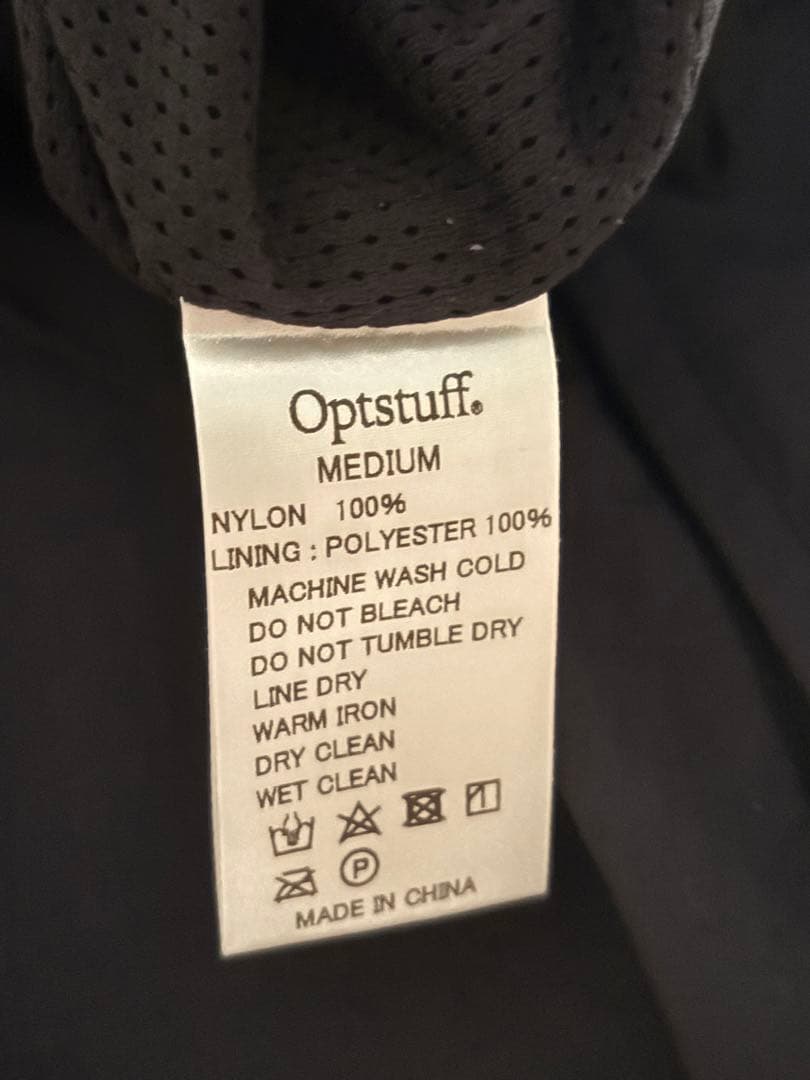 Optstuff®
MEDIUM
NYLON 100%
LINING : POLYESTER 100%
MACHINE WASH COLD
DO NOT BLEACH
DO NOT TUMBLE DRY
LINE DRY
WARM IRON
DRY CLEAN
WET CLEAN
P
MADE IN CHINA